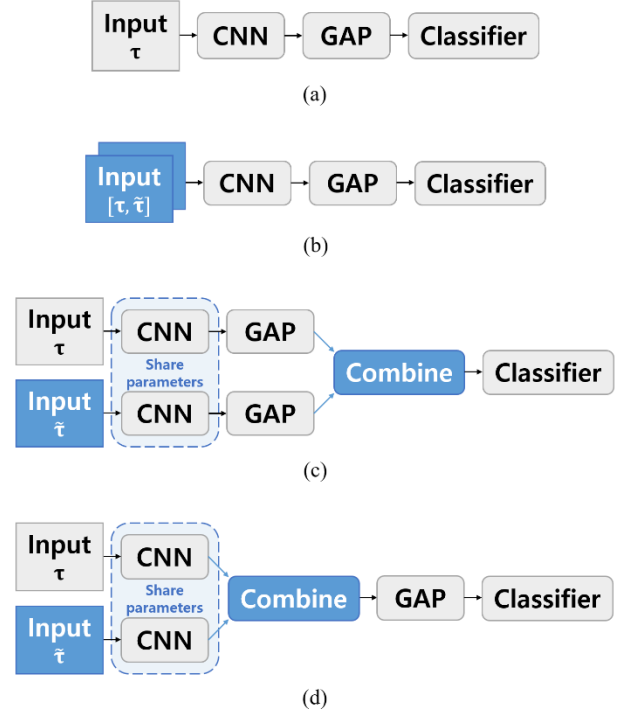 Input
τ
CNN
GAP
Classifier
(a)
Input
[τ, τ̃]
CNN
GAP
Classifier
(b)
Input
τ
CNN
GAP
Share
parameters
Combine
Classifier
Input
τ̃
CNN
GAP
(c)
Input
τ
CNN
Share
parameters
Combine
GAP
Classifier
Input
τ̃
CNN
(d)